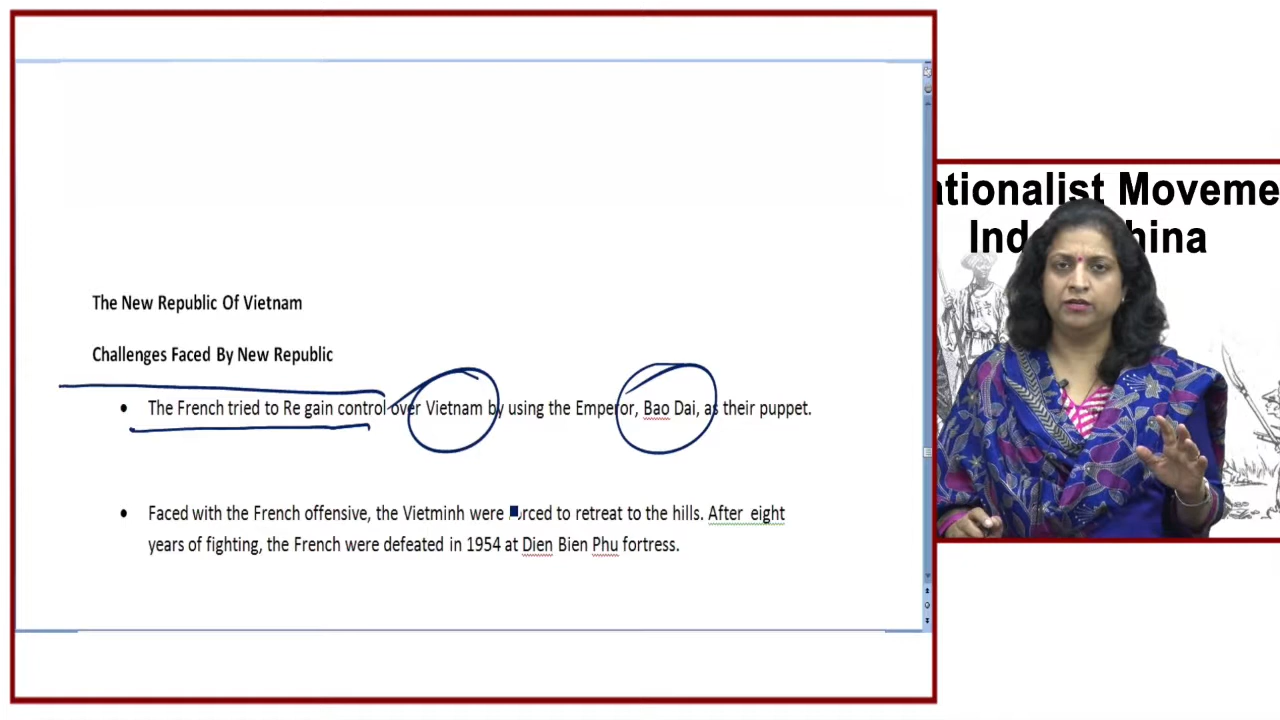 ationalist Moveme
The New Republic Of Vietnam
Challenges Faced By New Republic
• The French tried to Re gain control over Vietnam by using the Emperor, Bao Dai, as their puppet.
• Faced with the French offensive, the Vietminh were forced to retreat to the hills. After eight
years of fighting, the French were defeated in 1954 at Dien Bien Phu fortress.